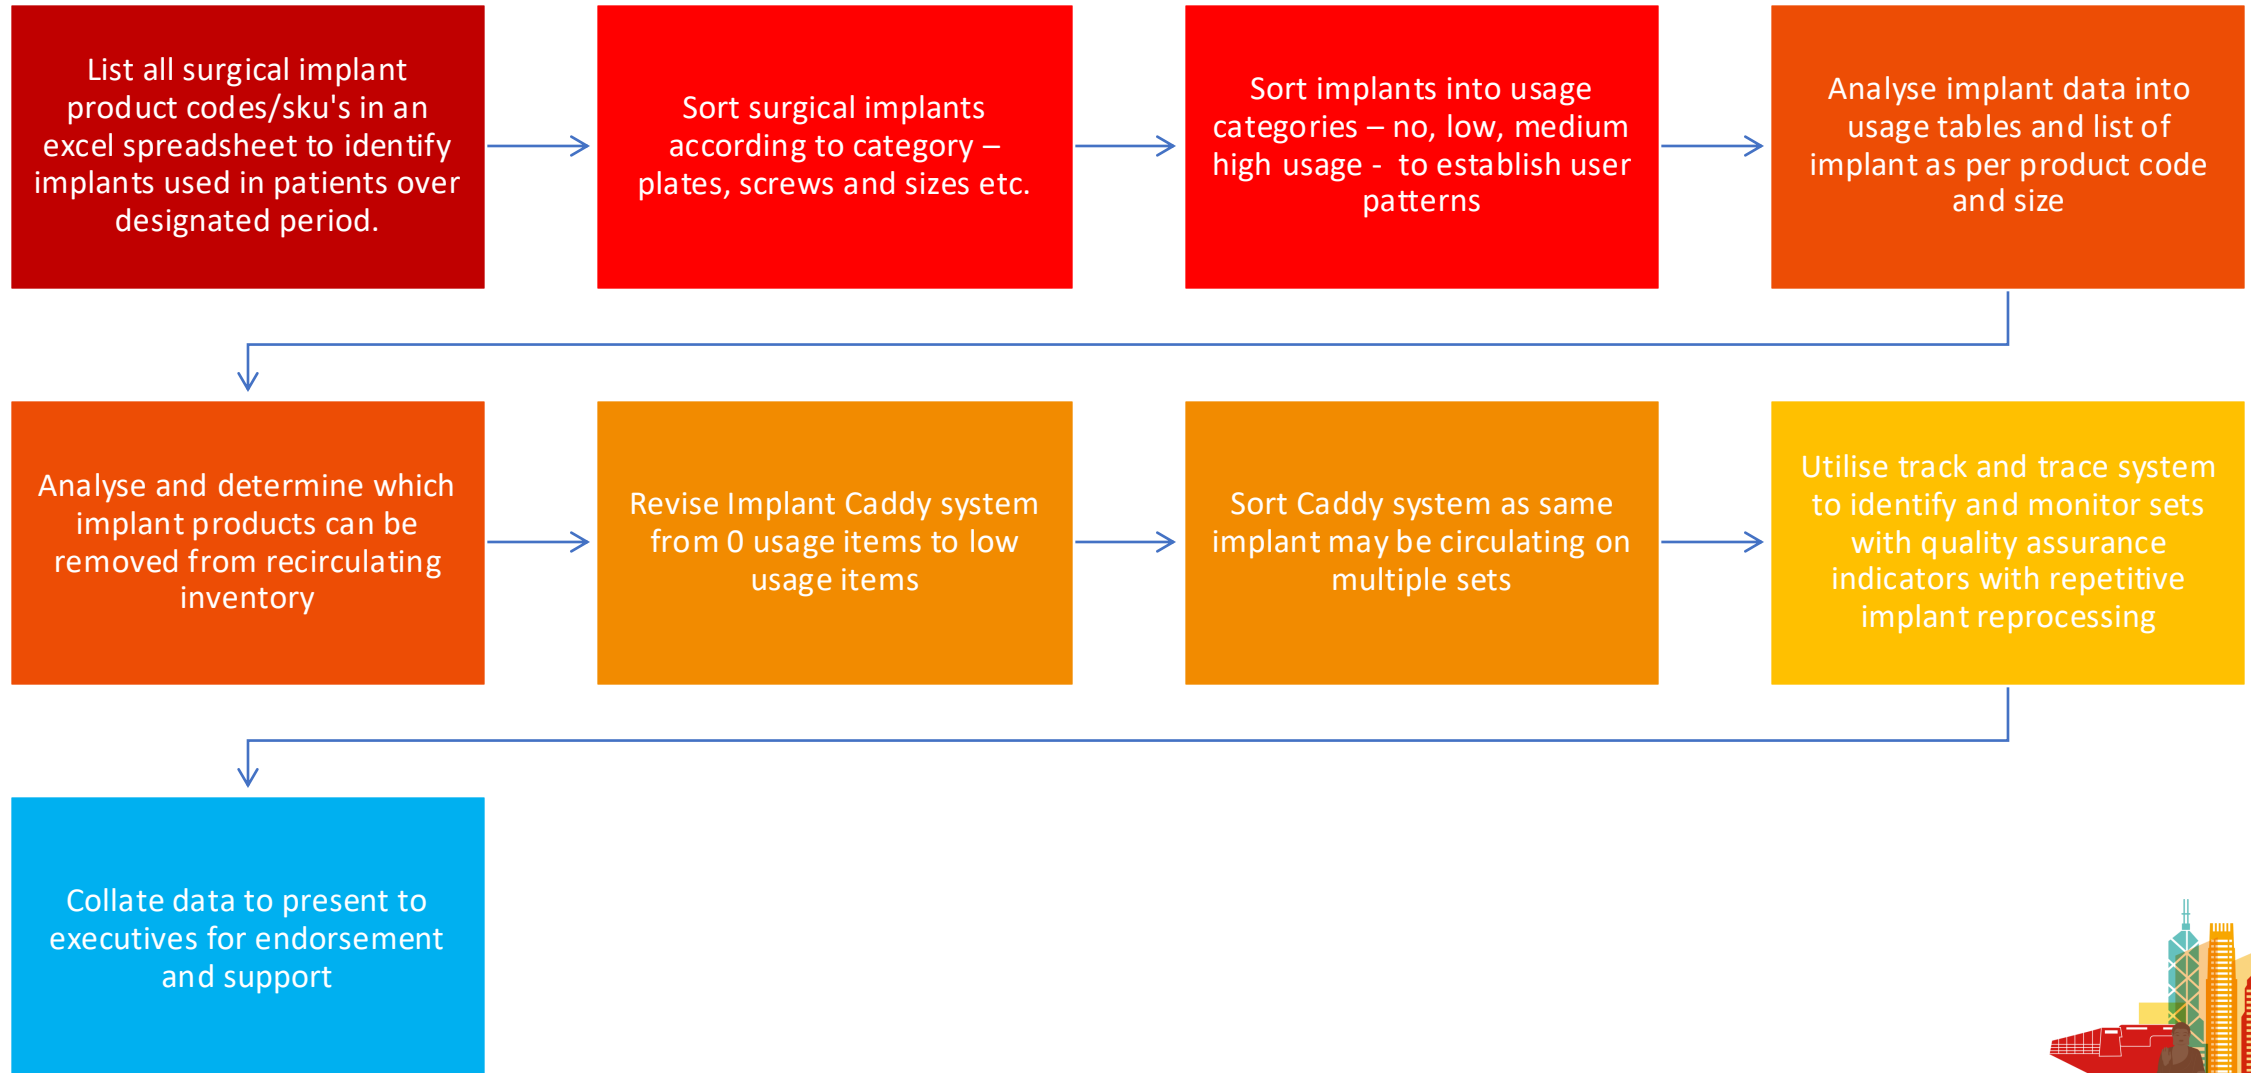 List all surgical implant
product codes/sku's in an
excel spreadsheet to identify
implants used in patients over
designated period.
Sort surgical implants
according to category –
plates, screws and sizes etc.
Sort implants into usage
categories – no, low, medium
high usage -  to establish user
patterns
Analyse implant data into
usage tables and list of
implant as per product code
and size
Analyse and determine which
implant products can be
removed from recirculating
inventory
Revise Implant Caddy system
from 0 usage items to low
usage items
Sort Caddy system as same
implant may be circulating on
multiple sets
Utilise track and trace system
to identify and monitor sets
with quality assurance
indicators with repetitive
implant reprocessing
Collate data to present to
executives for endorsement
and support